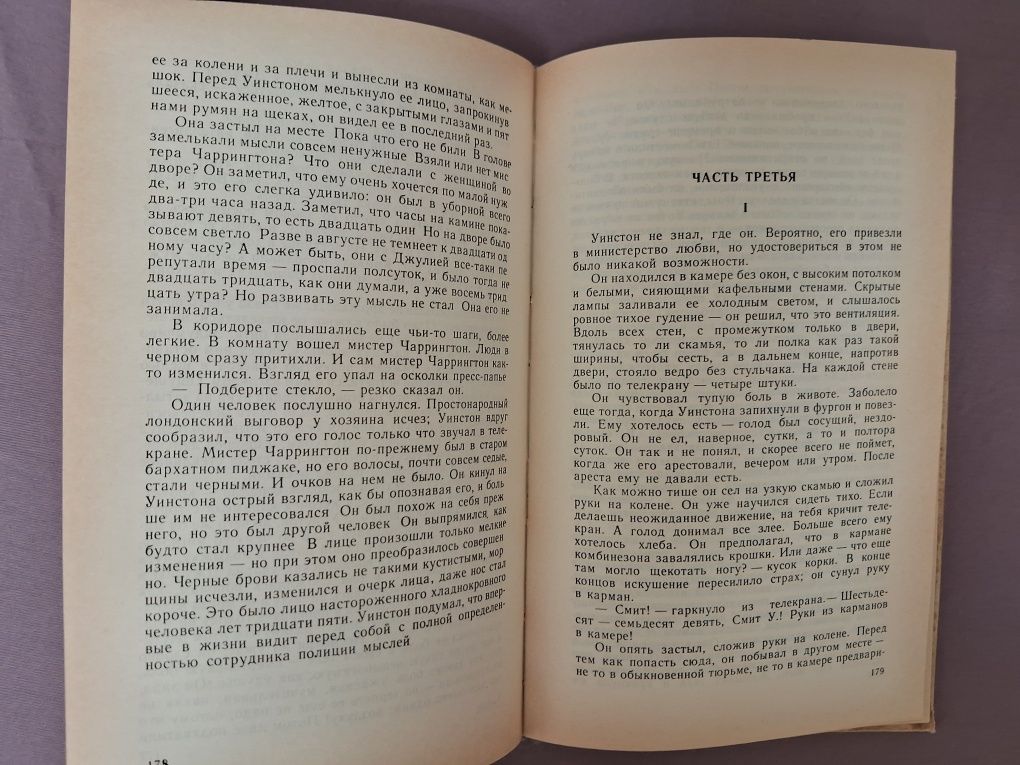 ее за колени и за плечи и вынесли из комнаты, как ме-
шок. Перед Уинстоном мелькнуло ее лицо, запрокинув
шееся, искаженное, желтое, с закрытыми глазами и пят
нами румян на щеках, он видел ее в последний раз.
Она застыл на месте Пока что его не били В голове
замелькали мысли совсем ненужные Взяли или нет мис
тера Чаррингтона? Что они сделали с женщиной во
дворе? Он заметил, что ему очень хочется по малой нуж
де, и это его слегка удивило: он был в уборной всего
два-три часа назад. Заметил, что часы на камине пока-
зывают девять, то есть двадцать один Но на дворе было
совсем светло Разве в августе не темнеет к двадцати од
ному часу? А может быть, они с Джулией все-таки пе
репутали время — проспали полсуток, и было тогда не
двадцать тридцать, как они думали, а уже восемь трид
цать утра? Но развивать эту мысль не стал Она его не
занимала.
В коридоре послышались еще чьи-то шаги, более
легкие. В комнату вошел мистер Чаррингтон. Люди в
черном сразу притихли. И сам мистер Чаррингтон как-
то изменился. Взгляд его упал на осколки пресс-папье
— Подберите стекло, — резко сказал он.
Один человек послушно нагнулся. Простонародный
лондонский выговор у хозяина исчез; Уинстон вдруг
сообразил, что это его голос только что звучал в теле-
кране. Мистер Чаррингтон по-прежнему был в старом
бархатном пиджаке, но его волосы, почти совсем седые,
стали черными. И очков на нем не было. Он кинул на
Уинстона острый взгляд, как бы опознавая его, и боль
ше им не интересовался Он был похож на себя преж
него, но это был другой человек Он выпрямился, как
будто стал крупнее В лице произошли только мелкие
изменения — но при этом оно преобразилось совершен
но. Черные брови казались не такими кустистыми, мор
щины исчезли, изменился и очерк лица, даже нос стал
короче. Это было лицо настороженного хладнокровного
человека лет тридцати пяти. Уинстон подумал, что впер-
вые в жизни видит перед собой с полной определен-
ностью сотрудника полиции мыслей
178
ЧАСТЬ ТРЕТЬЯ
I
Уинстон не знал, где он. Вероятно, его привезли
в министерство любви, но удостовериться в этом не
было никакой возможности.
Он находился в камере без окон, с высоким потолком
и белыми, сияющими кафельными стенами. Скрытые
лампы заливали ее холодным светом, и слышалось
ровное тихое гудение — он решил, что это вентиляция.
Вдоль всех стен, с промежутком только в двери,
тянулась то ли скамья, то ли полка как раз такой
ширины, чтобы сесть, а в дальнем конце, напротив
двери, стояло ведро без стульчака. На каждой стене
было по телекрану — четыре штуки.
Он чувствовал тупую боль в животе. Заболело
еще тогда, когда Уинстона запихнули в фургон и повез-
ли. Ему хотелось есть — голод был сосущий, нездо-
ровый. Он не ел, наверное, сутки, а то и полтора
суток. Он так и не понял, и скорее всего не поймет,
когда же его арестовали, вечером или утром. После
ареста ему не давали есть.
Как можно тише он сел на узкую скамью и сложил
руки на колене. Он уже научился сидеть тихо. Если
делаешь неожиданное движение, на тебя кричит теле-
кран. А голод донимал все злее. Больше всего ему
хотелось хлеба. Он предполагал, что в кармане
комбинезона завалялись крошки. Или даже — что еще
там могло щекотать ногу? — кусок корки. В конце
концов искушение пересилило страх; он сунул руку
в карман.
— Смит! — гаркнуло из телекрана.— Шестьде-
сят — семьдесят девять, Смит У.! Руки из карманов
в камере!
Он опять застыл, сложив руки на колене. Перед
тем как попасть сюда, он побывал в другом месте —
не то в обыкновенной тюрьме, не то в камере предвари-
179